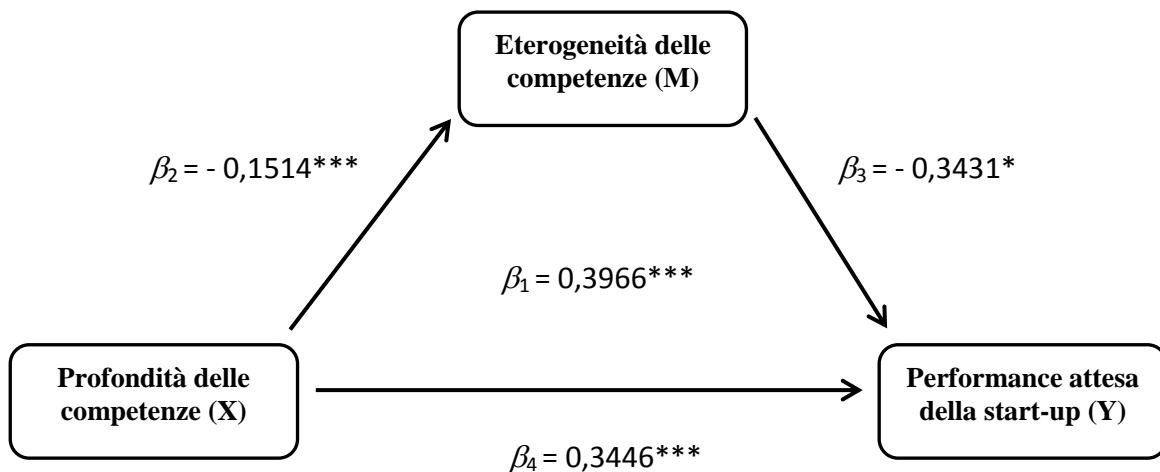 Eterogeneità delle
competenze (M)
β2 = - 0,1514***
β3 = - 0,3431*
β1 = 0,3966***
Profondità delle
competenze (X)
Performance attesa
della start-up (Y)
β4 = 0,3446***